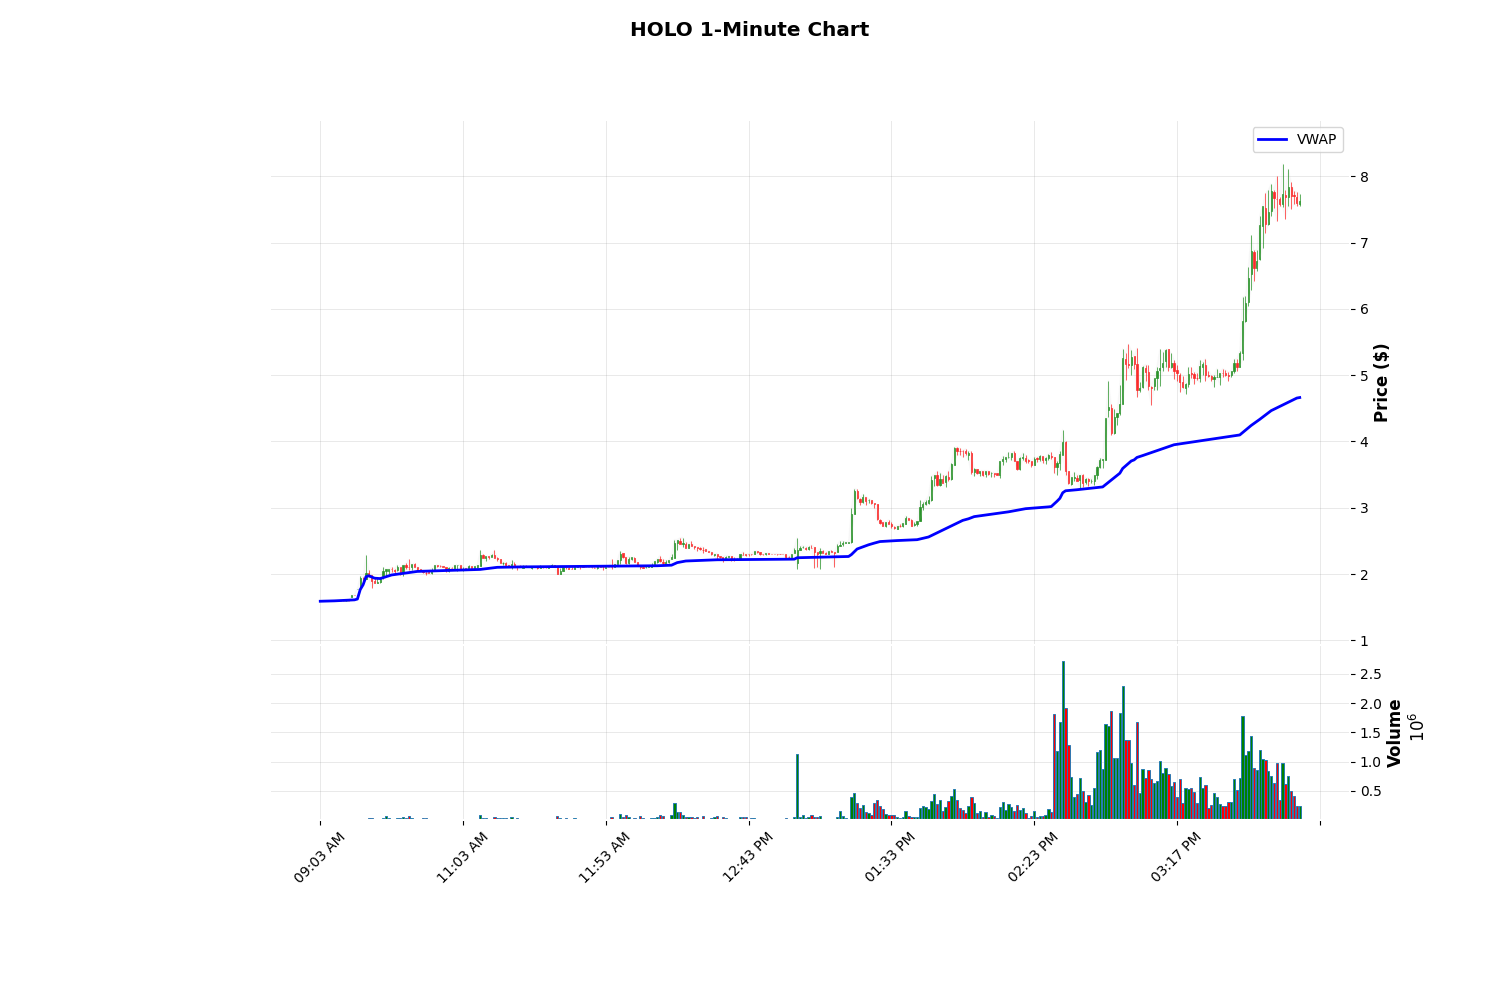 HOLO 1-Minute Chart
VWAP
8
7
6
5
4
3
2
1
Price ($)
2.5
2.0
1.5
1.0
0.5
Volume
10⁶
09:03 AM
11:03 AM
11:53 AM
12:43 PM
01:33 PM
02:23 PM
03:17 PM